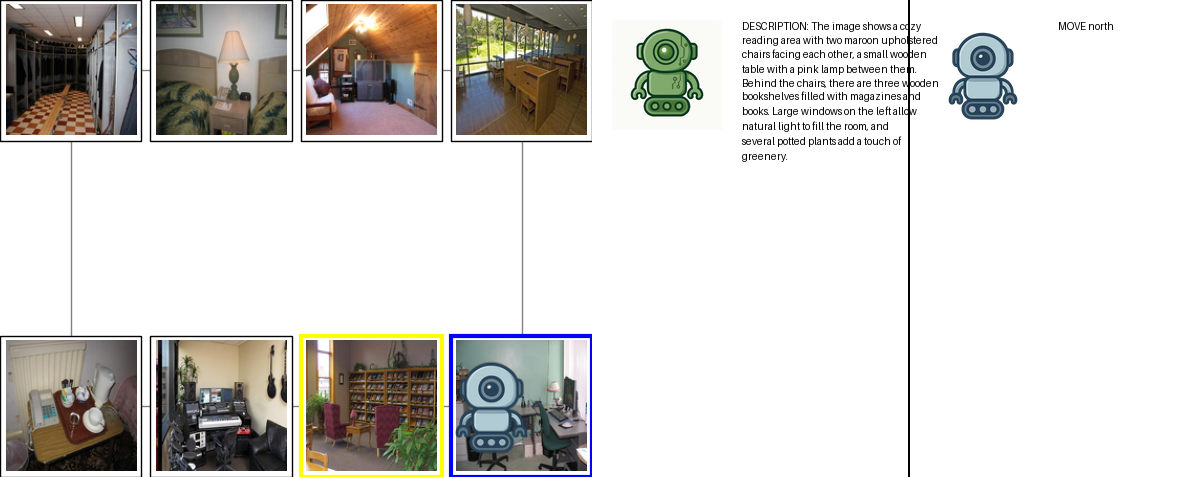 DESCRIPTION: The image shows a cozy
reading area with two maroon upholstered
chairs facing each other, a small wooden
table with a pink lamp between them.
Behind the chairs, there are three wooden
bookshelves filled with magazines and
books. Large windows on the left allow
natural light to fill the room, and
several potted plants add a touch of
greenery.
MOVE north